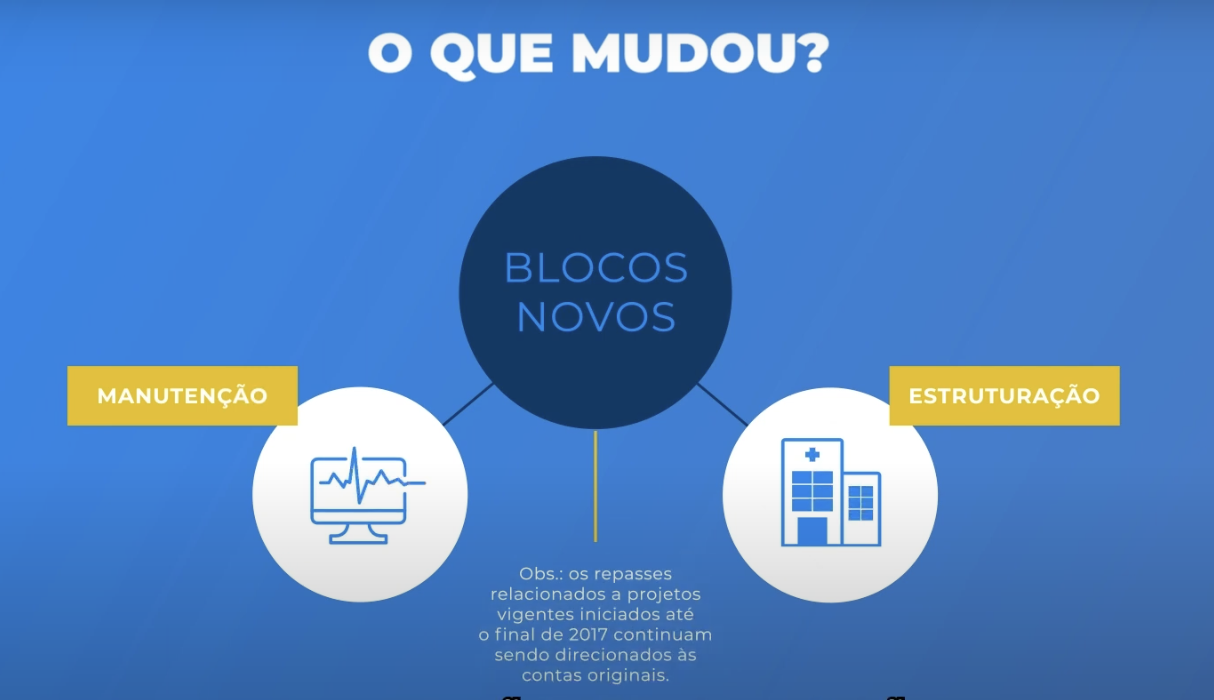 O QUE MUDOU?
BLOCOS
NOVOS
MANUTENÇÃO
ESTRUTURAÇÃO
Obs.: os repasses
relacionados a projetos
vigentes iniciados até
o final de 2017 continuam
sendo direcionados às
contas originais.